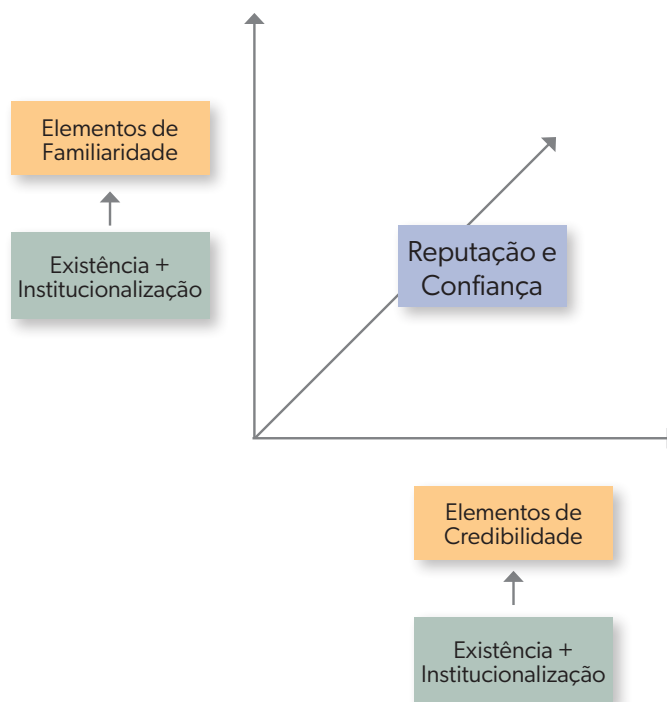 Elementos de
Familiaridade
Existência +
Institucionalização
Reputação e
Confiança
Elementos de
Credibilidade
Existência +
Institucionalização